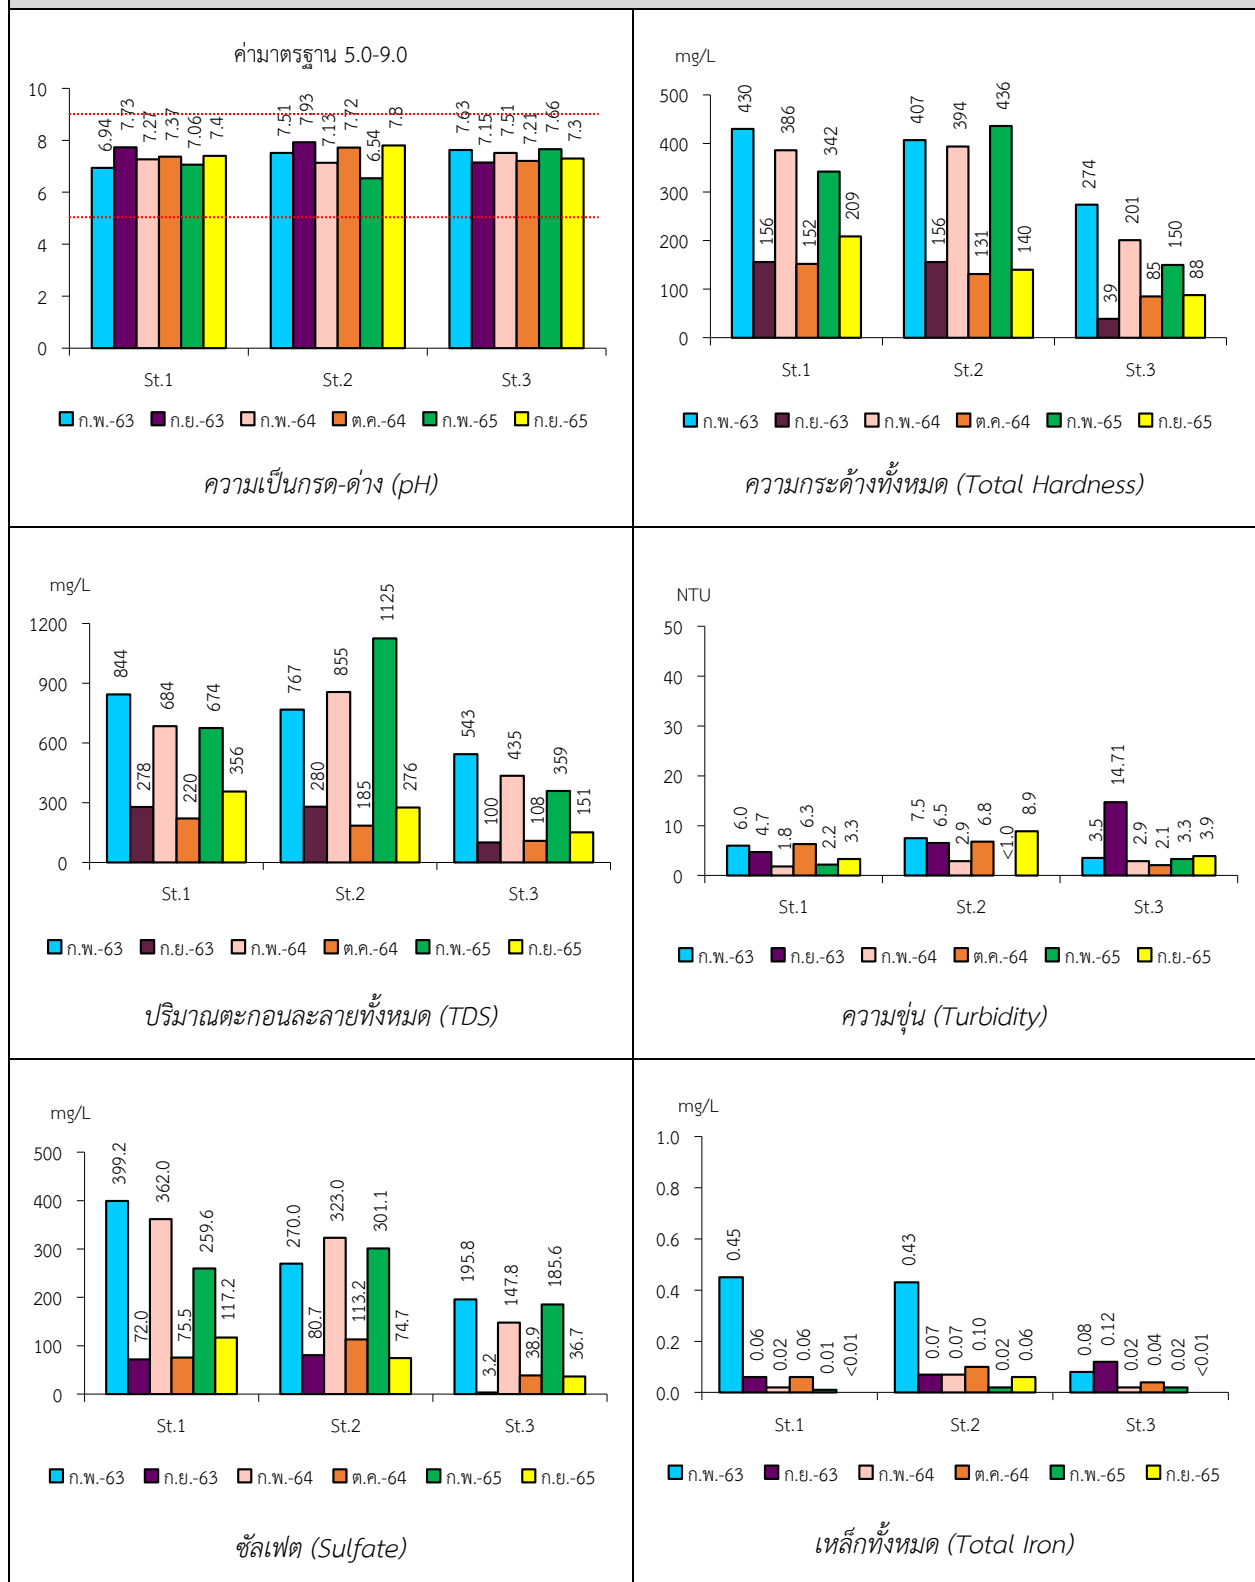 ค่ามาตรฐาน 5.0-9.0
10
8
6
4
2
0
6.94 7.73 7.27 7.37 7.06 7.4
7.51 7.93 7.13 7.72 6.54 7.8
7.63 7.15 7.51 7.21 7.66 7.3
St.1 St.2 St.3
ก.พ.-63 ก.ย.-63 ก.พ.-64 ต.ค.-64 ก.พ.-65 ก.ย.-65
ความเป็นกรด-ด่าง (pH)
mg/L
500
400
300
200
100
0
430 156 386 152 342 209
407 156 394 131 436 140
274 39 201 85 150 88
St.1 St.2 St.3
ก.พ.-63 ก.ย.-63 ก.พ.-64 ต.ค.-64 ก.พ.-65 ก.ย.-65
ความกระด้างทั้งหมด (Total Hardness)
mg/L
1200
900
600
300
0
844 278 684 220 674 356
767 280 855 185 1125 276
543 100 435 108 359 151
St.1 St.2 St.3
ก.พ.-63 ก.ย.-63 ก.พ.-64 ต.ค.-64 ก.พ.-65 ก.ย.-65
ปริมาณตะกอนละลายทั้งหมด (TDS)
NTU
50
40
30
20
10
0
6.0 4.7 1.8 6.3 2.2 3.3
7.5 6.5 2.9 6.8 <1.0 8.9
3.5 14.71 2.9 2.1 3.3 3.9
St.1 St.2 St.3
ก.พ.-63 ก.ย.-63 ก.พ.-64 ต.ค.-64 ก.พ.-65 ก.ย.-65
ความขุ่น (Turbidity)
mg/L
500
400
300
200
100
0
399.2 72.0 362.0 75.5 259.6 117.2
270.0 80.7 323.0 113.2 301.1 74.7
195.8 3.2 147.8 38.9 185.6 36.7
St.1 St.2 St.3
ก.พ.-63 ก.ย.-63 ก.พ.-64 ต.ค.-64 ก.พ.-65 ก.ย.-65
ซัลเฟต (Sulfate)
mg/L
1.0
0.8
0.6
0.4
0.2
0.0
0.45 0.06 0.02 0.06 0.01 <0.01
0.43 0.07 0.07 0.10 0.02 0.06
0.08 0.12 0.02 0.04 0.02 <0.01
St.1 St.2 St.3
ก.พ.-63 ก.ย.-63 ก.พ.-64 ต.ค.-64 ก.พ.-65 ก.ย.-65
เหล็กทั้งหมด (Total Iron)